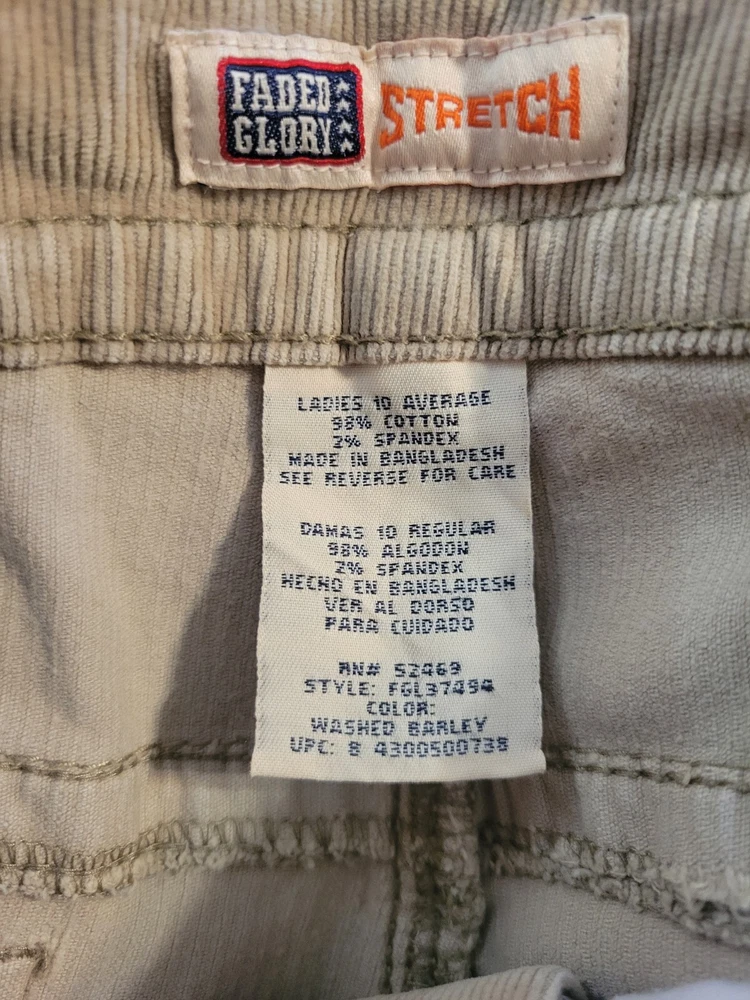 FADED
GLORY
STRETCH
LADIES 10 AVERAGE
98% COTTON
2% SPANDEX
MADE IN BANGLADESH
SEE REVERSE FOR CARE
DAMAS 10 REGULAR
98% ALGODON
2% SPANDEX
HECHO EN BANGLADESH
VER AL DORSO
PARA CUIDADO
RN# 52469
STYLE: FGL37494
COLOR:
WASHED BARLEY
UPC: 8 4300500738